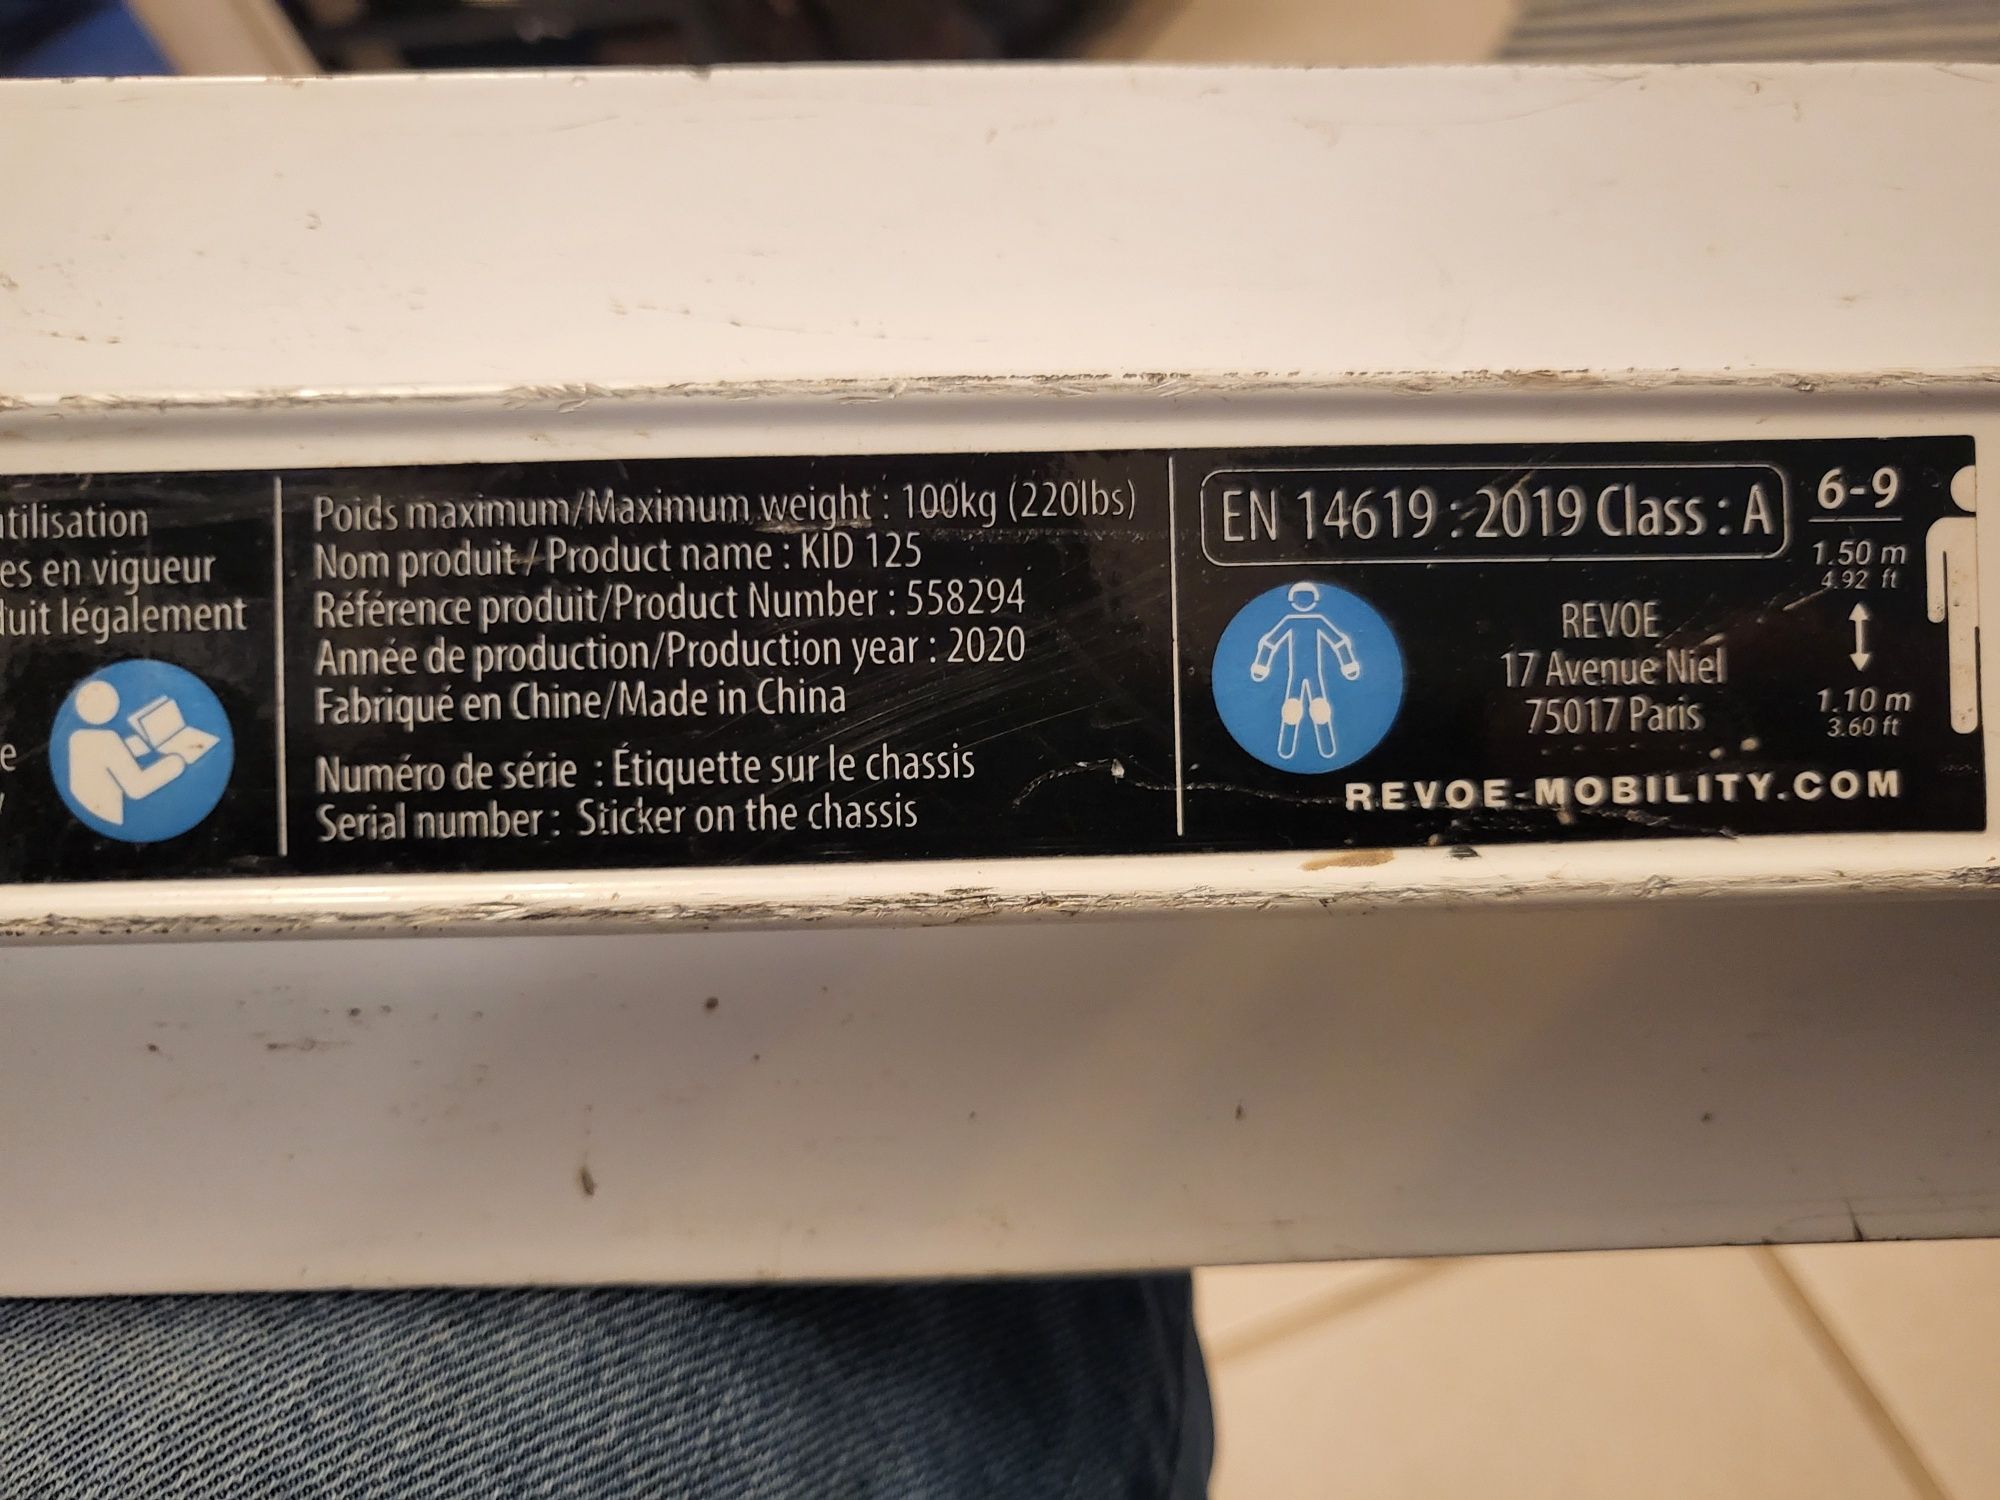 utilisation
es en vigueur
duit légalement
e
Poids maximum/Maximum weight : 100kg (220lbs)
Nom produit / Product name : KID 125
Référence produit/Product Number : 558294
Année de production/Production year : 2020
Fabriqué en Chine/Made in China
Numéro de série : Étiquette sur le chassis
Serial number : Sticker on the chassis
EN 14619 : 2019 Class : A
REVOE
17 Avenue Niel
75017 Paris
REVOE-MOBILITY.COM
6-9
1.50 m
4.92 ft
1.10 m
3.60 ft